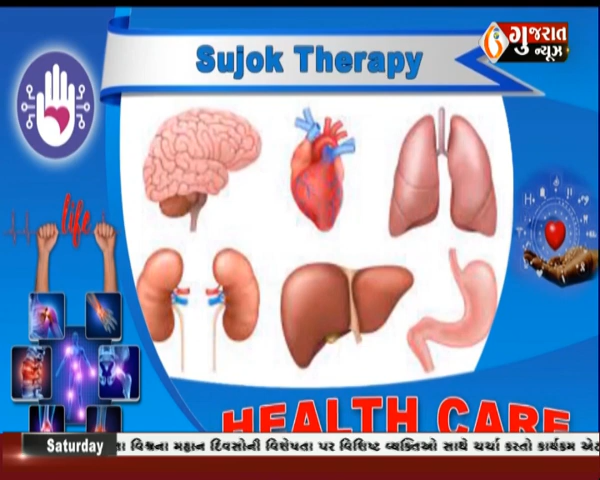 Sujok Therapy
ગુજરાત
ન્યૂઝ
life
HEALTH CARE
Saturday
વિશ્વના મહાન દિવસોની વિશેષતા પર વિશિષ્ટ વ્યક્તિઓ સાથે ચર્ચા કરતો કાર્યક્રમ